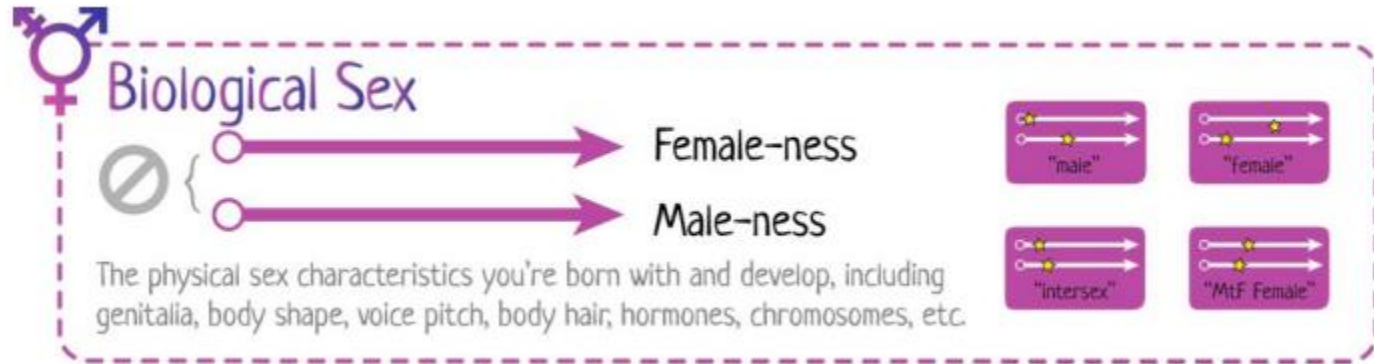 Biological Sex
Female-ness
Male-ness
The physical sex characteristics you're born with and develop, including
genitalia, body shape, voice pitch, body hair, hormones, chromosomes, etc.
"male"
"female"
"intersex"
"MtF Female"